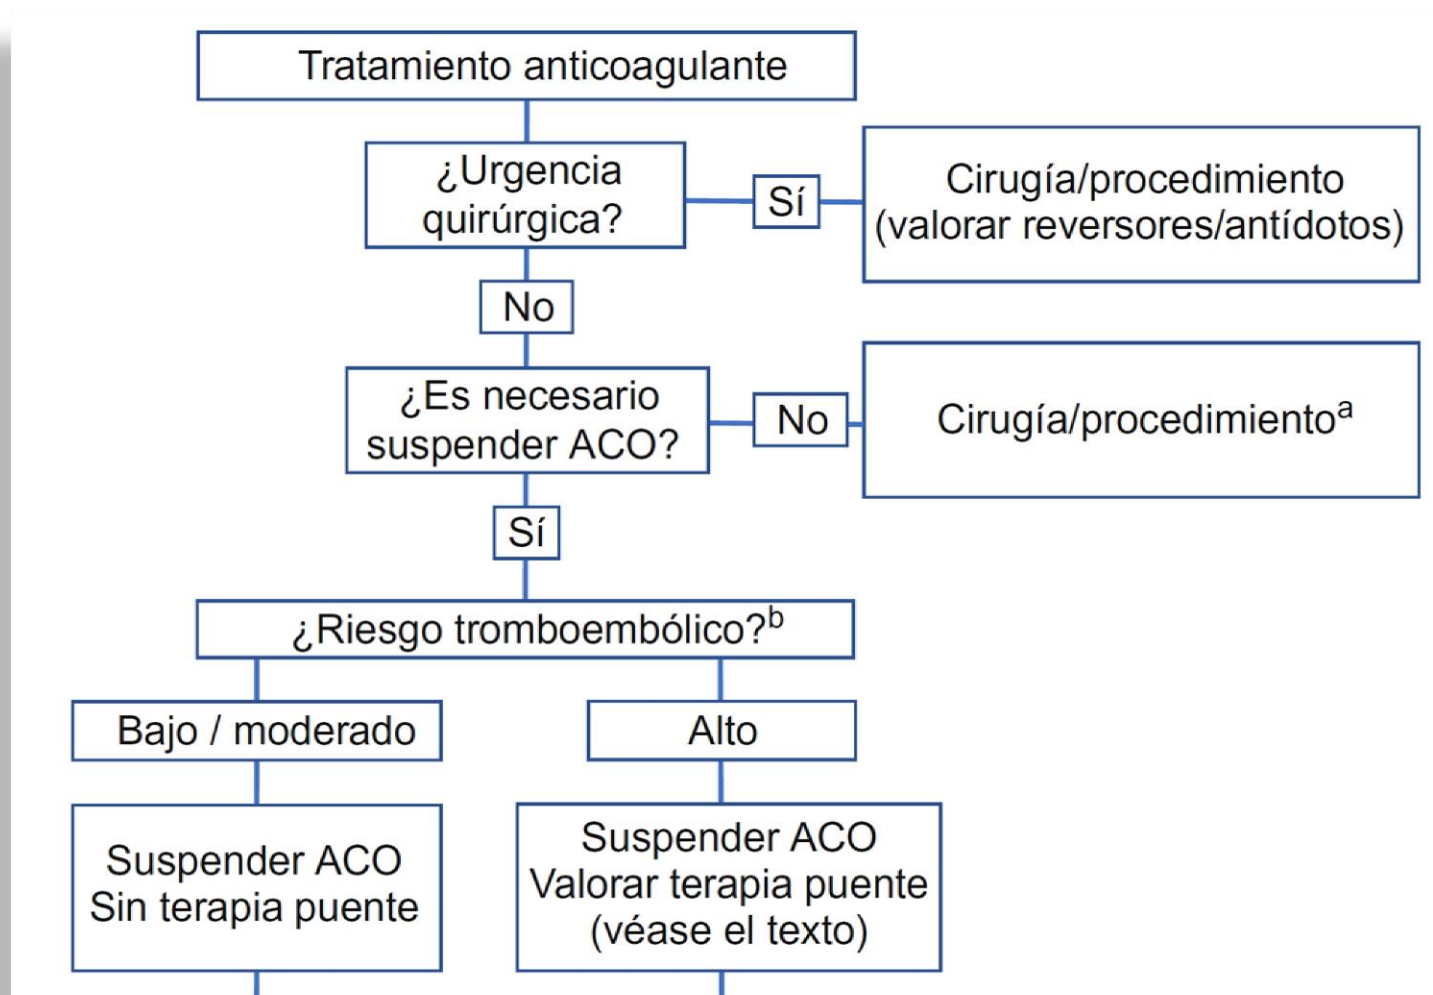 Tratamiento anticoagulante
¿Urgencia
quirúrgica?
Sí
Cirugía/procedimiento
(valorar reversores/antídotos)
No
¿Es necesario
suspender ACO?
No
Cirugía/procedimientoᵃ
Sí
¿Riesgo tromboembólico?ᵇ
Bajo / moderado
Alto
Suspender ACO
Sin terapia puente
Suspender ACO
Valorar terapia puente
(véase el texto)